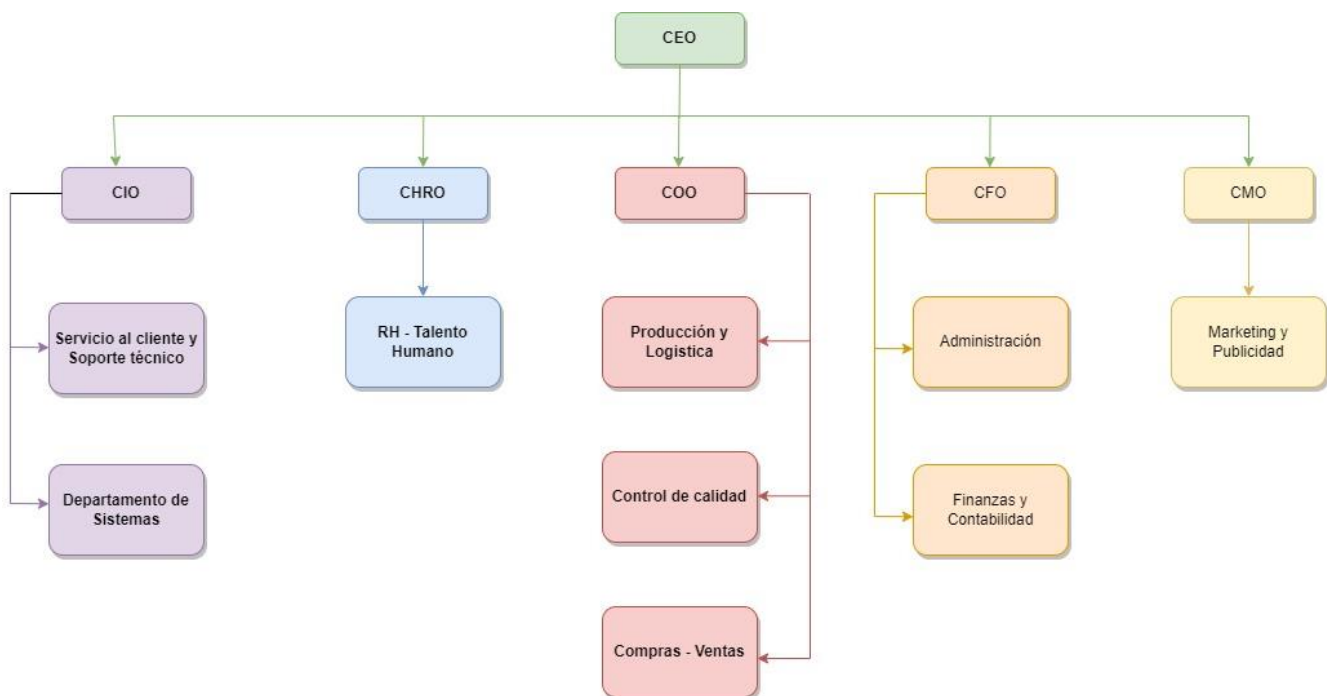 CEO
CIO
CHRO
COO
CFO
CMO
Servicio al cliente y
Soporte técnico
RH - Talento
Humano
Producción y
Logistica
Administración
Marketing y
Publicidad
Departamento de
Sistemas
Control de calidad
Finanzas y
Contabilidad
Compras - Ventas